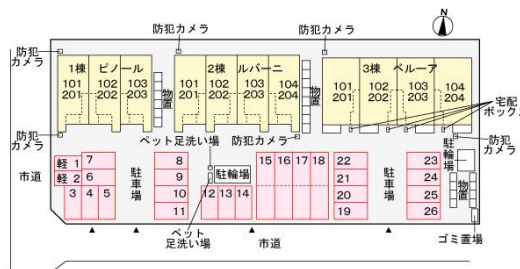 防犯カメラ
防犯カメラ
N
防犯
カメラ
1棟 ピノール
101 102 103
201 202 203
物置
2棟 ルバーニ
101 102 103 104
201 202 203 204
物置
3棟 ベルーア
101 102 103 104
201 202 203 204
宅配
ボックス
防犯
カメラ
ペット足洗い場
防犯カメラ
防犯
カメラ
市道
軽 1
軽 2
7
6
3 4 5
駐車場
8
9
10
11
駐輪場
12 13 14
15 16 17 18
22
21
20
19
駐車場
23
24
25
26
駐輪場
物置
ゴミ置場
ペット
足洗い場
市道